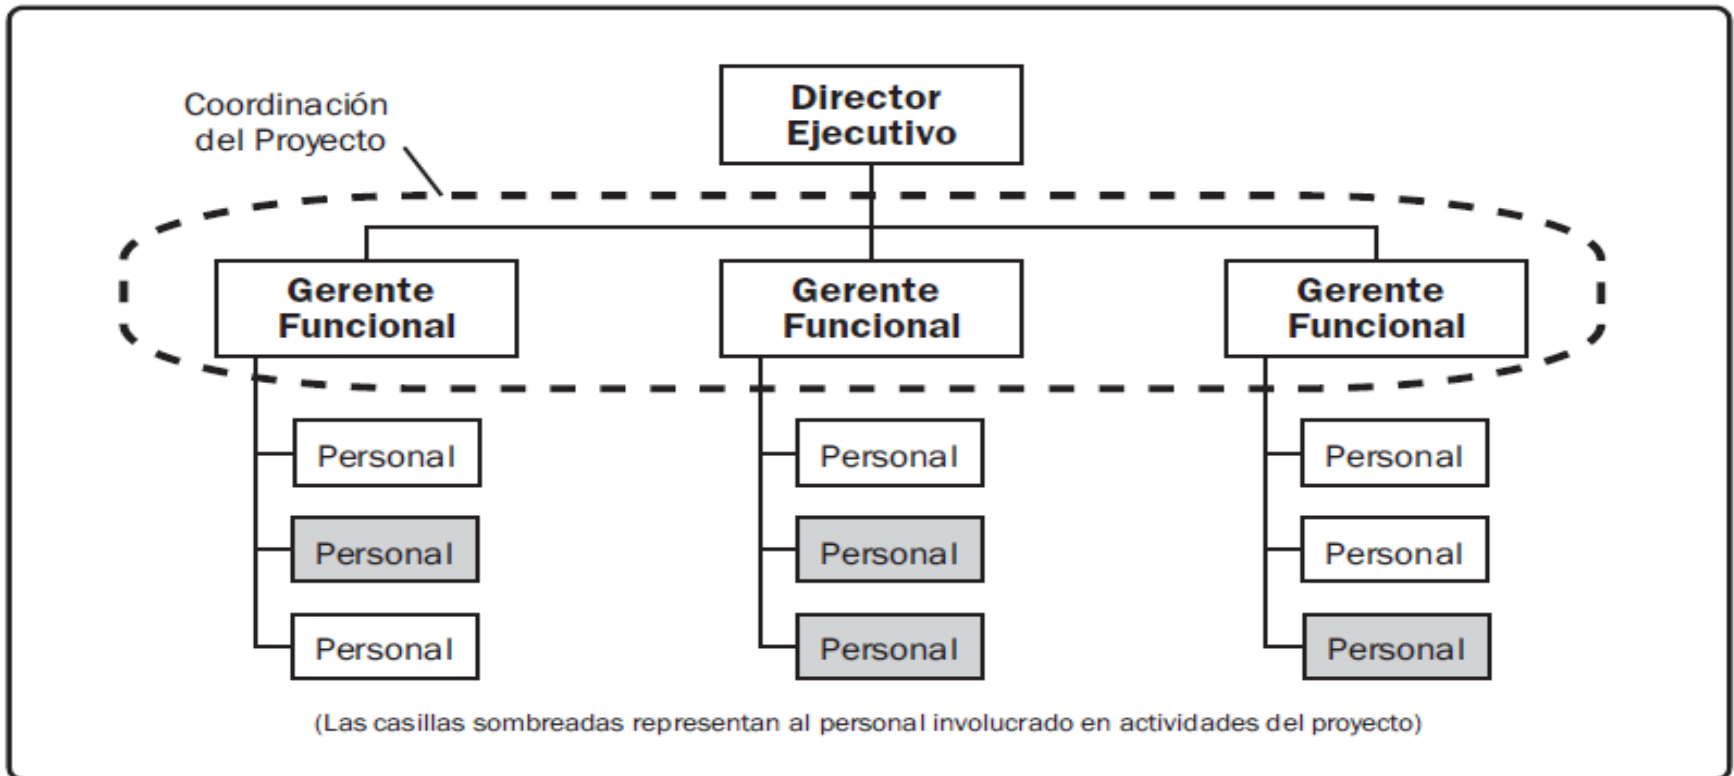 Coordinación
del Proyecto
Director
Ejecutivo
Gerente
Funcional
Gerente
Funcional
Gerente
Funcional
Personal
Personal
Personal
Personal
Personal
Personal
Personal
Personal
Personal
(Las casillas sombreadas representan al personal involucrado en actividades del proyecto)